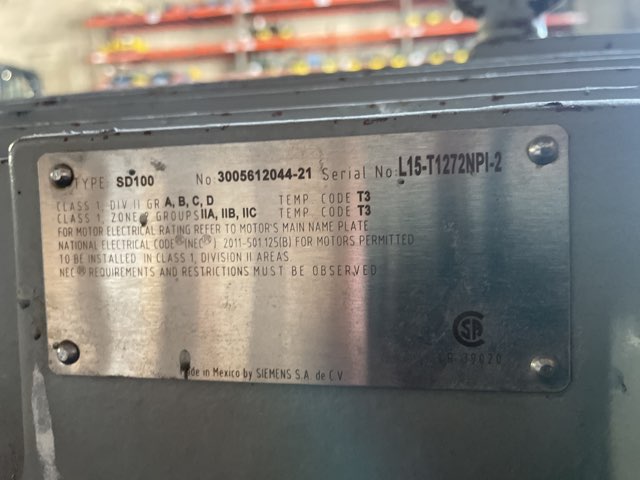 TYPE SD100 No: 3005612044-21 Serial No: L15-T1272NPI-2
CLASS 1, DIV II GR A, B, C, D TEMP. CODE T3
CLASS 1, ZONE 2 GROUPS IIA, IIB, IIC TEMP. CODE T3
FOR MOTOR ELECTRICAL RATING REFER TO MOTOR'S MAIN NAME PLATE
NATIONAL ELECTRICAL CODE® (NEC®) 2011-501.125(B) FOR MOTORS PERMITTED
TO BE INSTALLED IN CLASS 1, DIVISION II AREAS.
NEC® REQUIREMENTS AND RESTRICTIONS MUST BE OBSERVED
SA
LR 39020
Made in Mexico by SIEMENS S.A. de C.V.